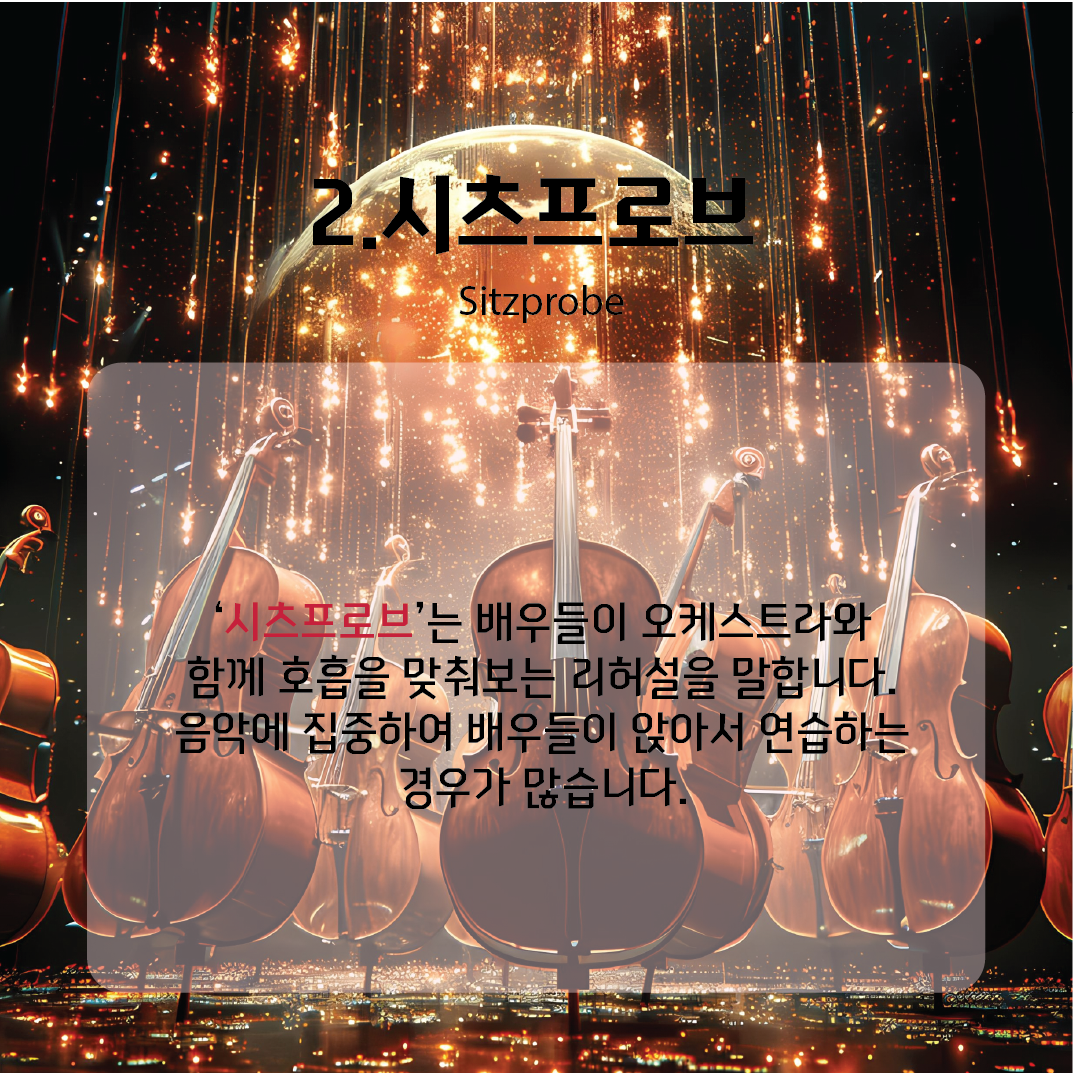 2.시츠프로브
Sitzprobe
‘시츠프로브’는 배우들이 오케스트라와
함께 호흡을 맞춰보는 리허설을 말합니다.
음악에 집중하여 배우들이 앉아서 연습하는
경우가 많습니다.